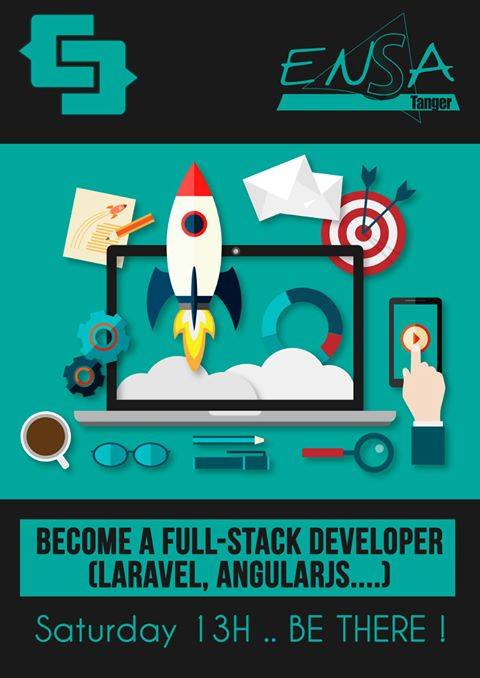 ENSA
Tanger
BECOME A FULL-STACK DEVELOPER
(LARAVEL, ANGULARJS....)
Saturday 13H .. BE THERE !